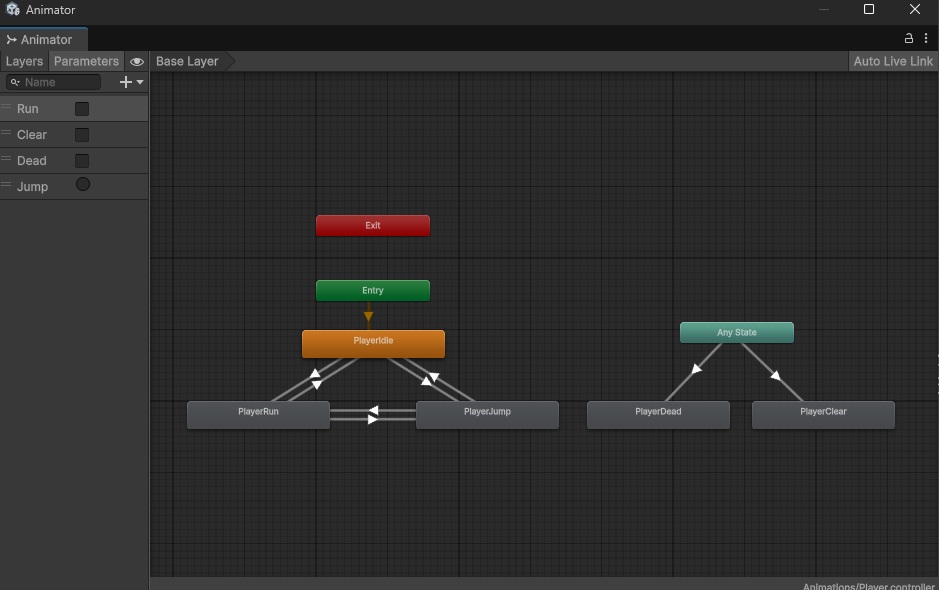 Animator
Animator
Layers Parameters Base Layer Auto Live Link
Name
Run
Clear
Dead
Jump
Exit
Entry
PlayerIdle
Any State
PlayerRun PlayerJump PlayerDead PlayerClear
Animations/Player.controller